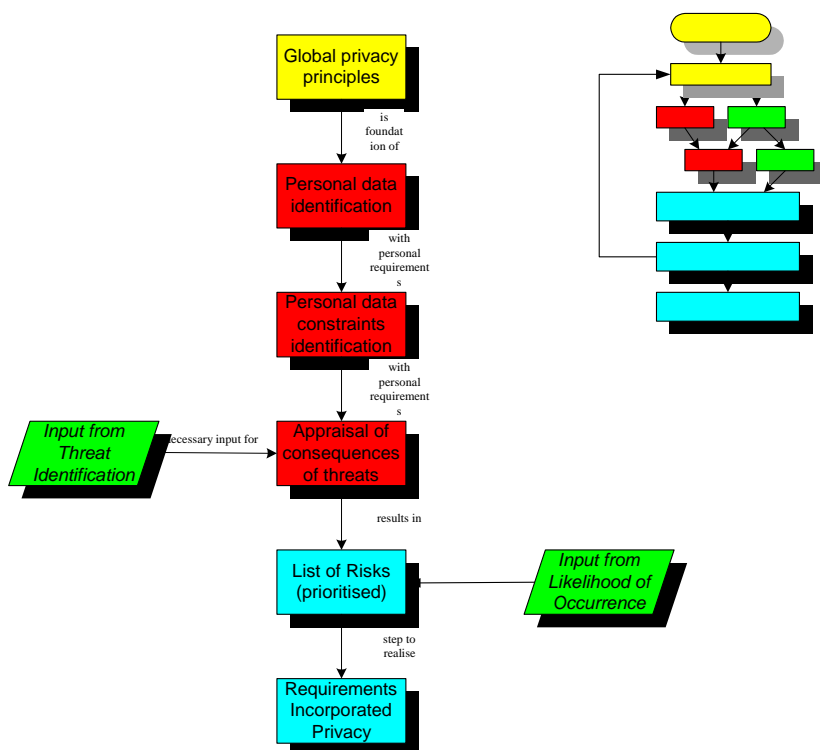 Global privacy
principles
is
foundat
ion of
Personal data
identification
with
personal
requirement
s
Personal data
constraints
identification
with
personal
requirement
s
Input from
Threat
Identification
ecessary input for
Appraisal of
consequences
of threats
results in
List of Risks
(prioritised)
Input from
Likelihood of
Occurrence
step to
realise
Requirements
Incorporated
Privacy